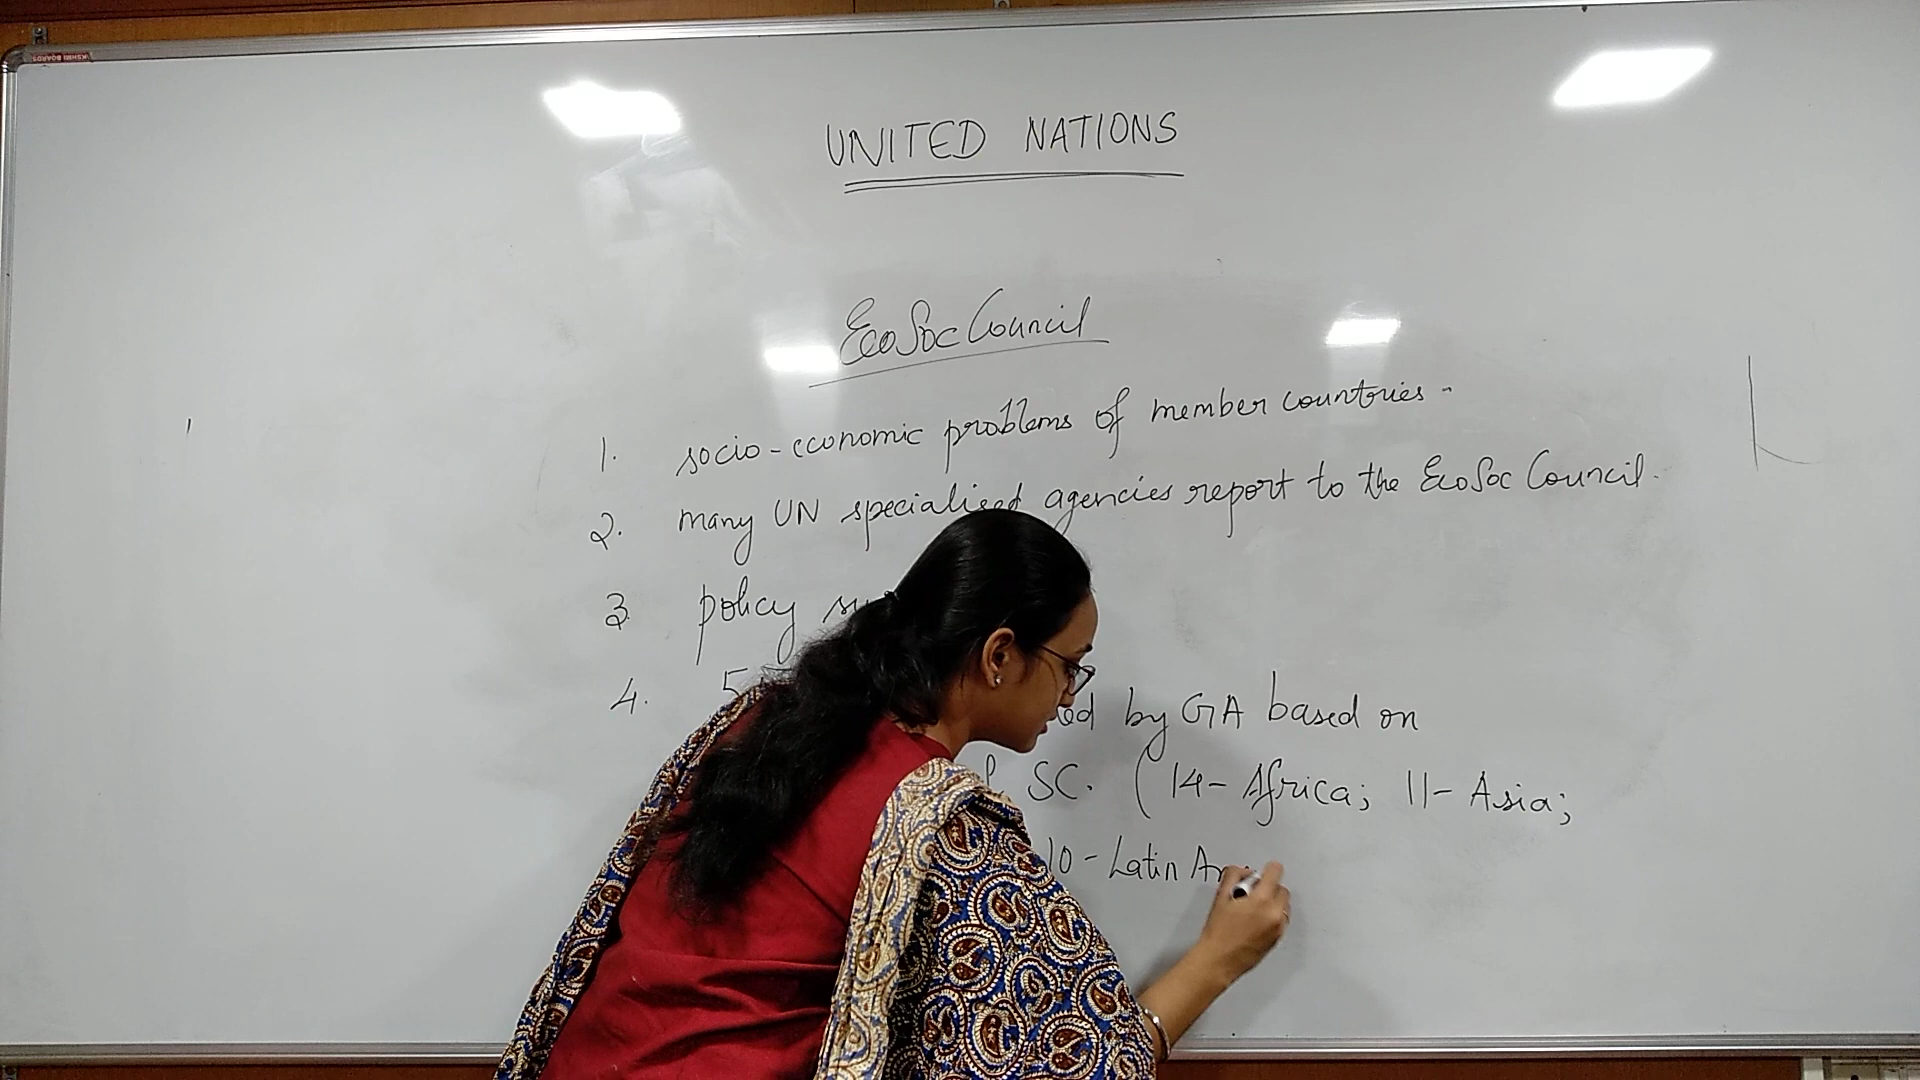 UNITED NATIONS
EcoSoc Council
1. socio-economic problems of member countries.
2. many UN specialised agencies report to the EcoSoc Council.
3 policy
4. 5 by GA based on
SC. (14- Africa; 11- Asia;
10-Latin